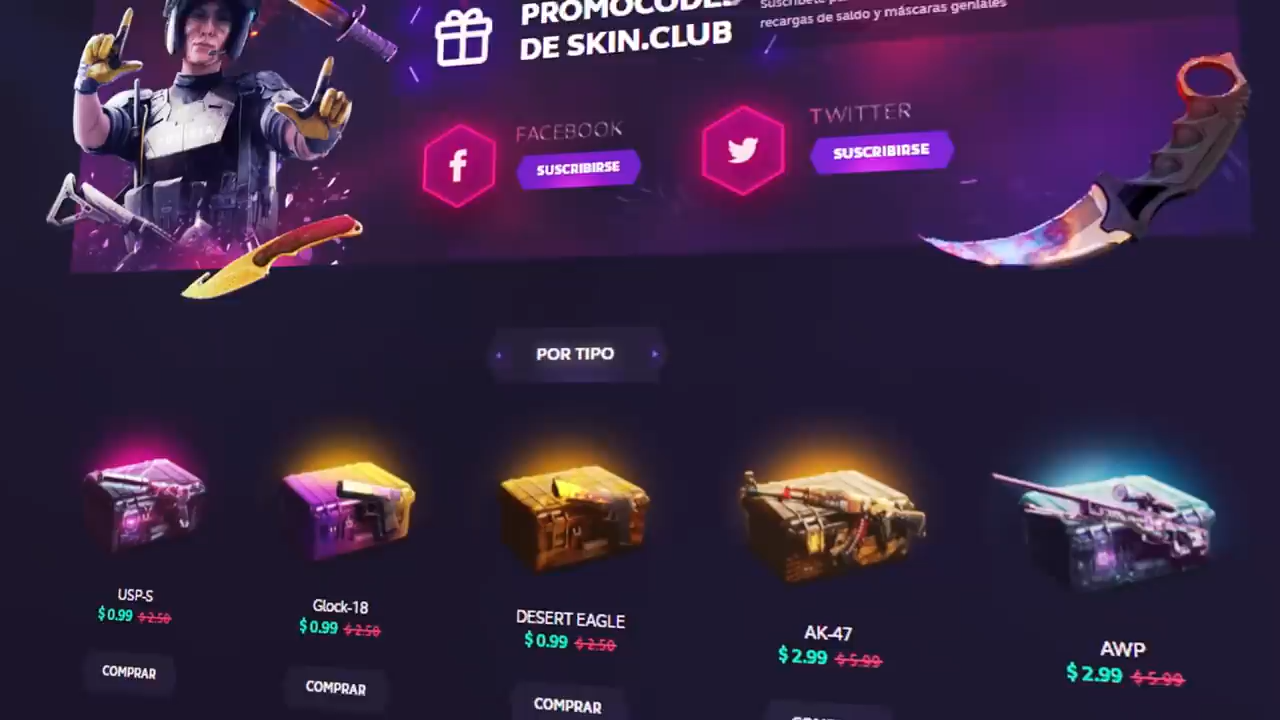 PROMOCODES
DE SKIN.CLUB
recargas de saldo y máscaras geniales
FACEBOOK
SUSCRIBIRSE
TWITTER
SUSCRIBIRSE
POR TIPO
USP-S
$ 0.99 $ 2.50
COMPRAR
Glock-18
$ 0.99 $ 2.50
COMPRAR
DESERT EAGLE
$ 0.99 $ 2.50
COMPRAR
AK-47
$ 2.99 $ 5.99
AWP
$ 2.99 $ 5.99